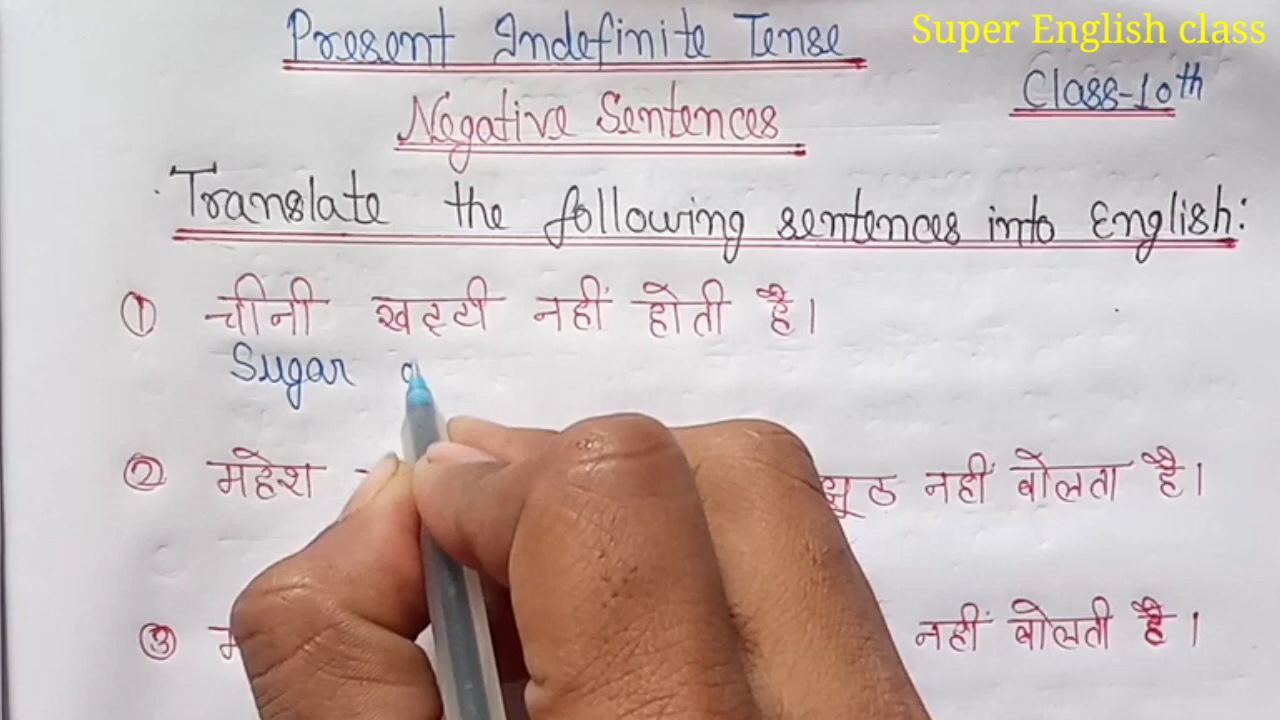 Super English class
Present Indefinite Tense
Class-10th
Negative Sentences
Translate the following sentences into English:
① चीनी खट्टी नहीं होती है।
Sugar
② महेश झूठ नहीं बोलता है।
③ नहीं बोलती है।